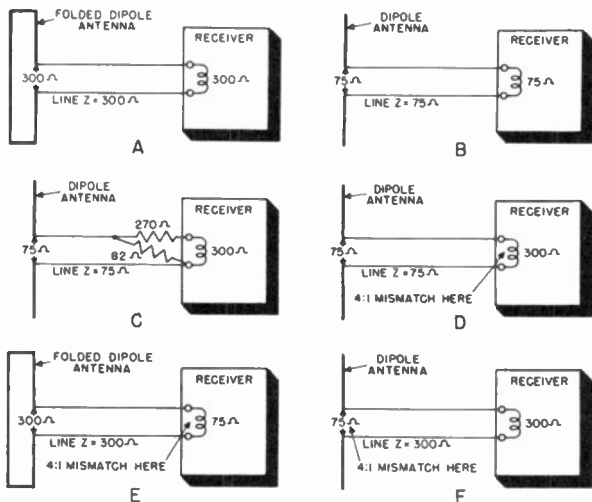 FOLDED DIPOLE
ANTENNA
RECEIVER
300Ω
300Ω
LINE Z = 300Ω
A
DIPOLE
ANTENNA
RECEIVER
75Ω
75Ω
LINE Z = 75Ω
B
DIPOLE
ANTENNA
RECEIVER
270Ω
75Ω
300Ω
82Ω
LINE Z = 75Ω
C
DIPOLE
ANTENNA
RECEIVER
75Ω
300Ω
LINE Z = 75Ω
4:1 MISMATCH HERE
D
FOLDED DIPOLE
ANTENNA
RECEIVER
300Ω
75Ω
LINE Z = 300Ω
4:1 MISMATCH HERE
E
DIPOLE
ANTENNA
RECEIVER
75Ω
300Ω
LINE Z = 300Ω
4:1 MISMATCH HERE
F